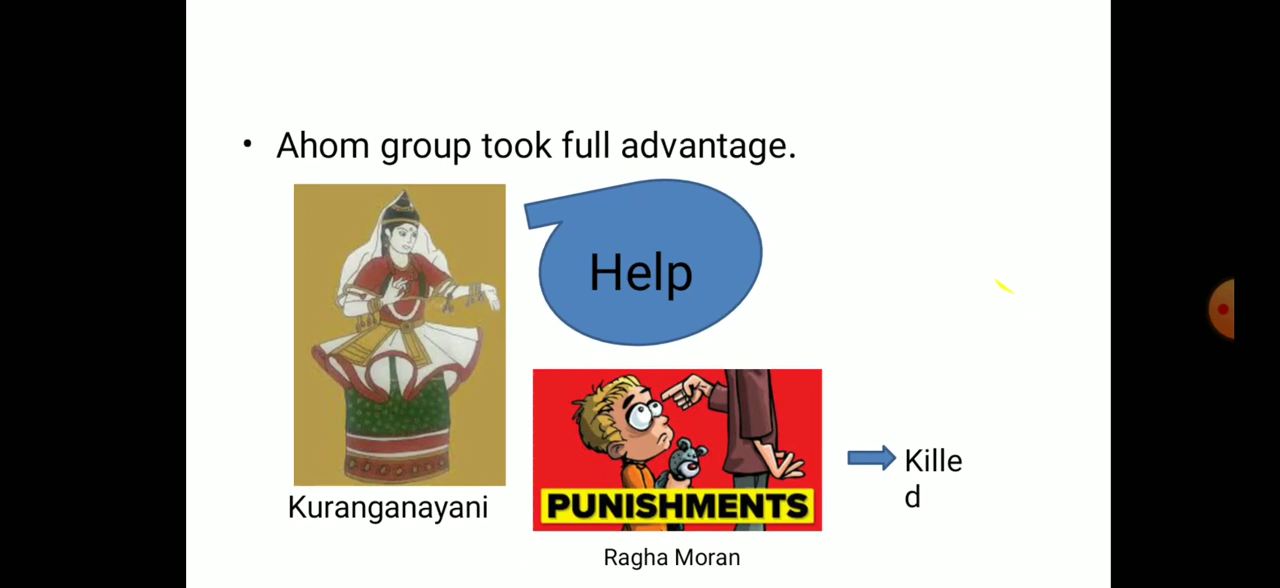 • Ahom group took full advantage.
Help
Kuranganayani
PUNISHMENTS
Ragha Moran
Kille
d